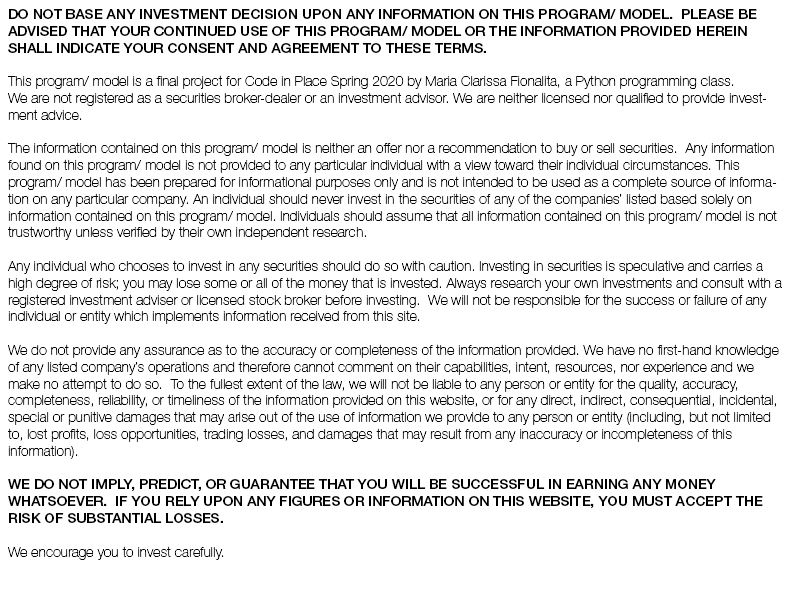 DO NOT BASE ANY INVESTMENT DECISION UPON ANY INFORMATION ON THIS PROGRAM/ MODEL.  PLEASE BE
ADVISED THAT YOUR CONTINUED USE OF THIS PROGRAM/ MODEL OR THE INFORMATION PROVIDED HEREIN
SHALL INDICATE YOUR CONSENT AND AGREEMENT TO THESE TERMS.
This program/ model is a final project for Code in Place Spring 2020 by Maria Clarissa Fionalita, a Python programming class.
We are not registered as a securities broker-dealer or an investment advisor. We are neither licensed nor qualified to provide invest-
ment advice.
The information contained on this program/ model is neither an offer nor a recommendation to buy or sell securities.  Any information
found on this program/ model is not provided to any particular individual with a view toward their individual circumstances. This
program/ model has been prepared for informational purposes only and is not intended to be used as a complete source of informa-
tion on any particular company. An individual should never invest in the securities of any of the companies' listed based solely on
information contained on this program/ model. Individuals should assume that all information contained on this program/ model is not
trustworthy unless verified by their own independent research.
Any individual who chooses to invest in any securities should do so with caution. Investing in securities is speculative and carries a
high degree of risk; you may lose some or all of the money that is invested. Always research your own investments and consult with a
registered investment adviser or licensed stock broker before investing.  We will not be responsible for the success or failure of any
individual or entity which implements information received from this site.
We do not provide any assurance as to the accuracy or completeness of the information provided. We have no first-hand knowledge
of any listed company's operations and therefore cannot comment on their capabilities, intent, resources, nor experience and we
make no attempt to do so.  To the fullest extent of the law, we will not be liable to any person or entity for the quality, accuracy,
completeness, reliability, or timeliness of the information provided on this website, or for any direct, indirect, consequential, incidental,
special or punitive damages that may arise out of the use of information we provide to any person or entity (including, but not limited
to, lost profits, loss opportunities, trading losses, and damages that may result from any inaccuracy or incompleteness of this
information).
WE DO NOT IMPLY, PREDICT, OR GUARANTEE THAT YOU WILL BE SUCCESSFUL IN EARNING ANY MONEY
WHATSOEVER.  IF YOU RELY UPON ANY FIGURES OR INFORMATION ON THIS WEBSITE, YOU MUST ACCEPT THE
RISK OF SUBSTANTIAL LOSSES.
We encourage you to invest carefully.